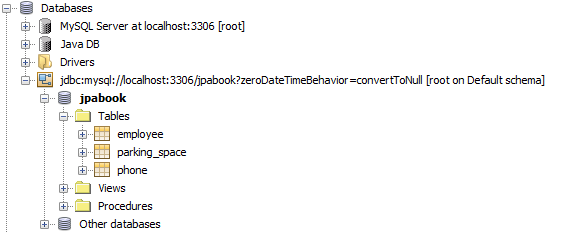 Databases
MySQL Server at localhost:3306 [root]
Java DB
Drivers
jdbc:mysql://localhost:3306/jpabook?zeroDateTimeBehavior=convertToNull [root on Default schema]
jpabook
Tables
employee
parking_space
phone
Views
Procedures
Other databases